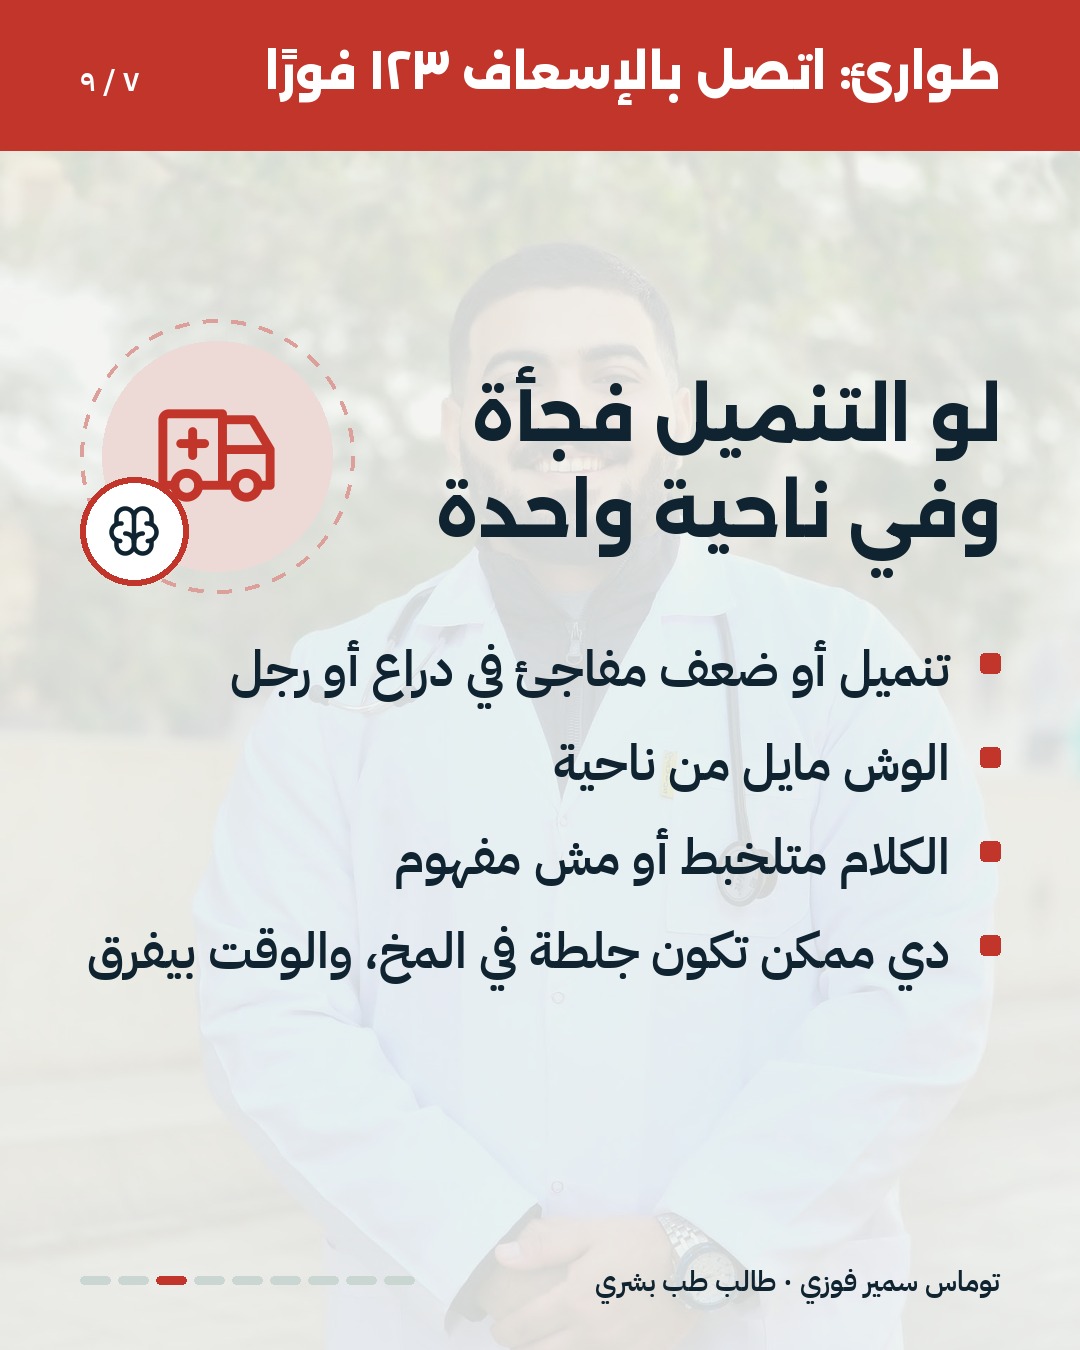 طوارئ: اتصل بالإسعاف ١٢٣ فورًا
٧ / ٩
لو التنميل فجأة
وفي ناحية واحدة
تنميل أو ضعف مفاجئ في دراع أو رجل
الوش مايل من ناحية
الكلام متلخبط أو مش مفهوم
دي ممكن تكون جلطة في المخ، والوقت بيفرق
توماس سمير فوزي · طالب طب بشري